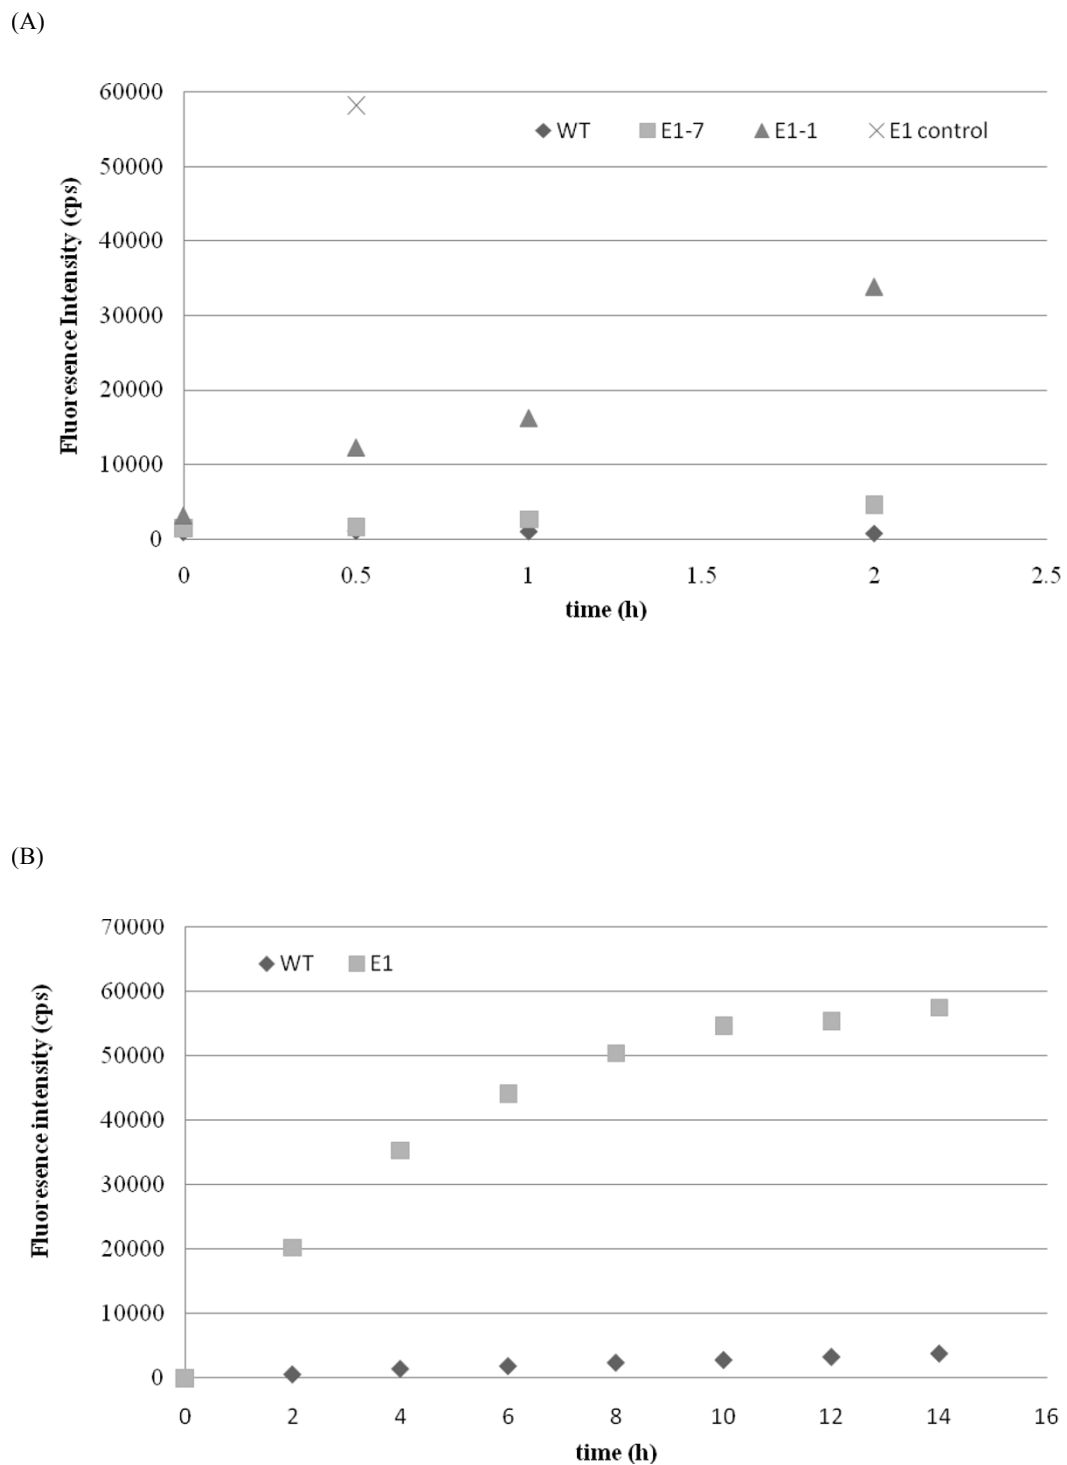 (A)
60000
WT E1-7 E1-1 E1 control
50000
40000
30000
20000
10000
0
Fluoresence Intensity (cps)
0 0.5 1 1.5 2 2.5
time (h)
(B)
70000
WT E1
60000
50000
40000
30000
20000
10000
0
Fluoresence intensity (cps)
0 2 4 6 8 10 12 14 16
time (h)